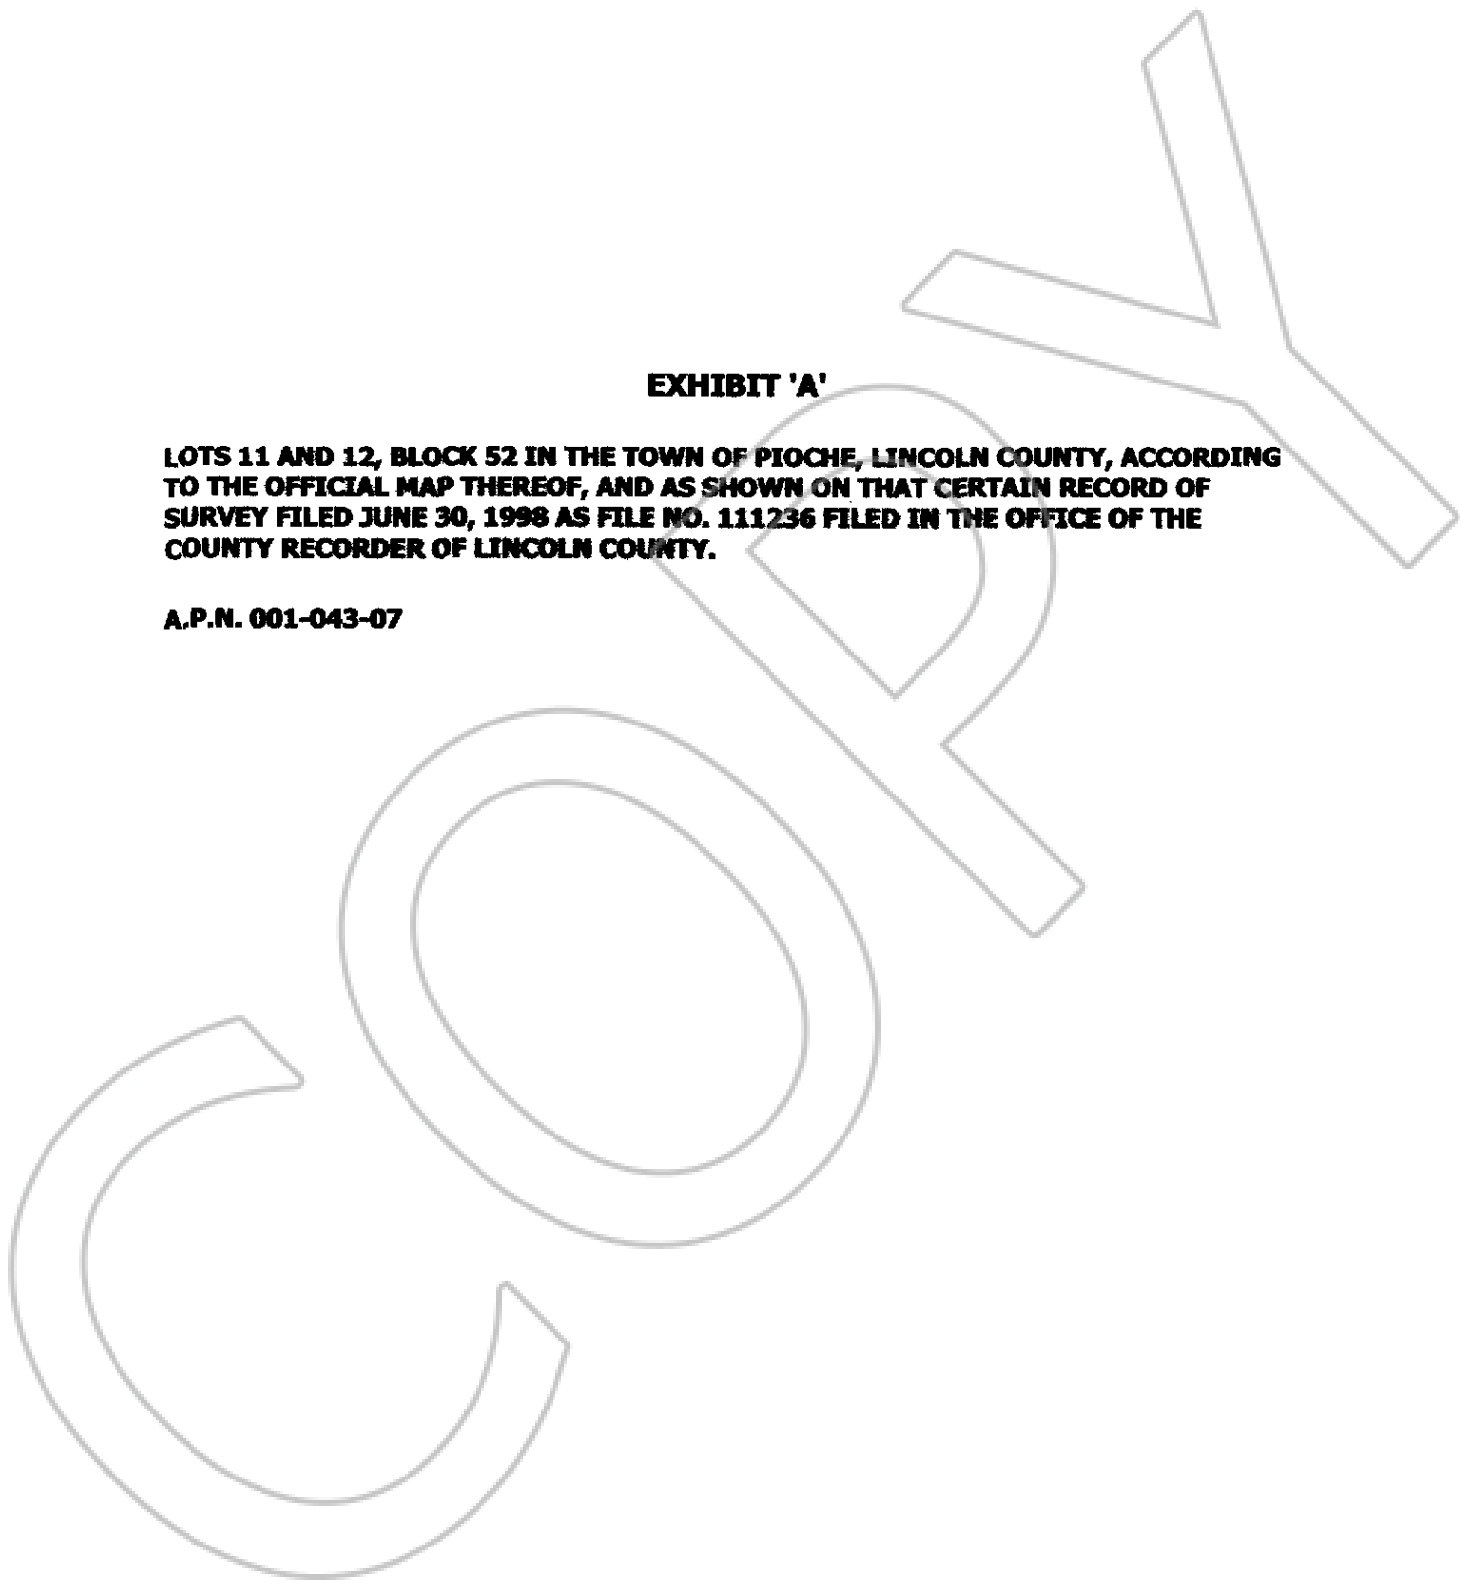 EXHIBIT 'A'
LOTS 11 AND 12, BLOCK 52 IN THE TOWN OF PIOCHE, LINCOLN COUNTY, ACCORDING
TO THE OFFICIAL MAP THEREOF, AND AS SHOWN ON THAT CERTAIN RECORD OF
SURVEY FILED JUNE 30, 1998 AS FILE NO. 111236 FILED IN THE OFFICE OF THE
COUNTY RECORDER OF LINCOLN COUNTY.
A.P.N. 001-043-07
COPY